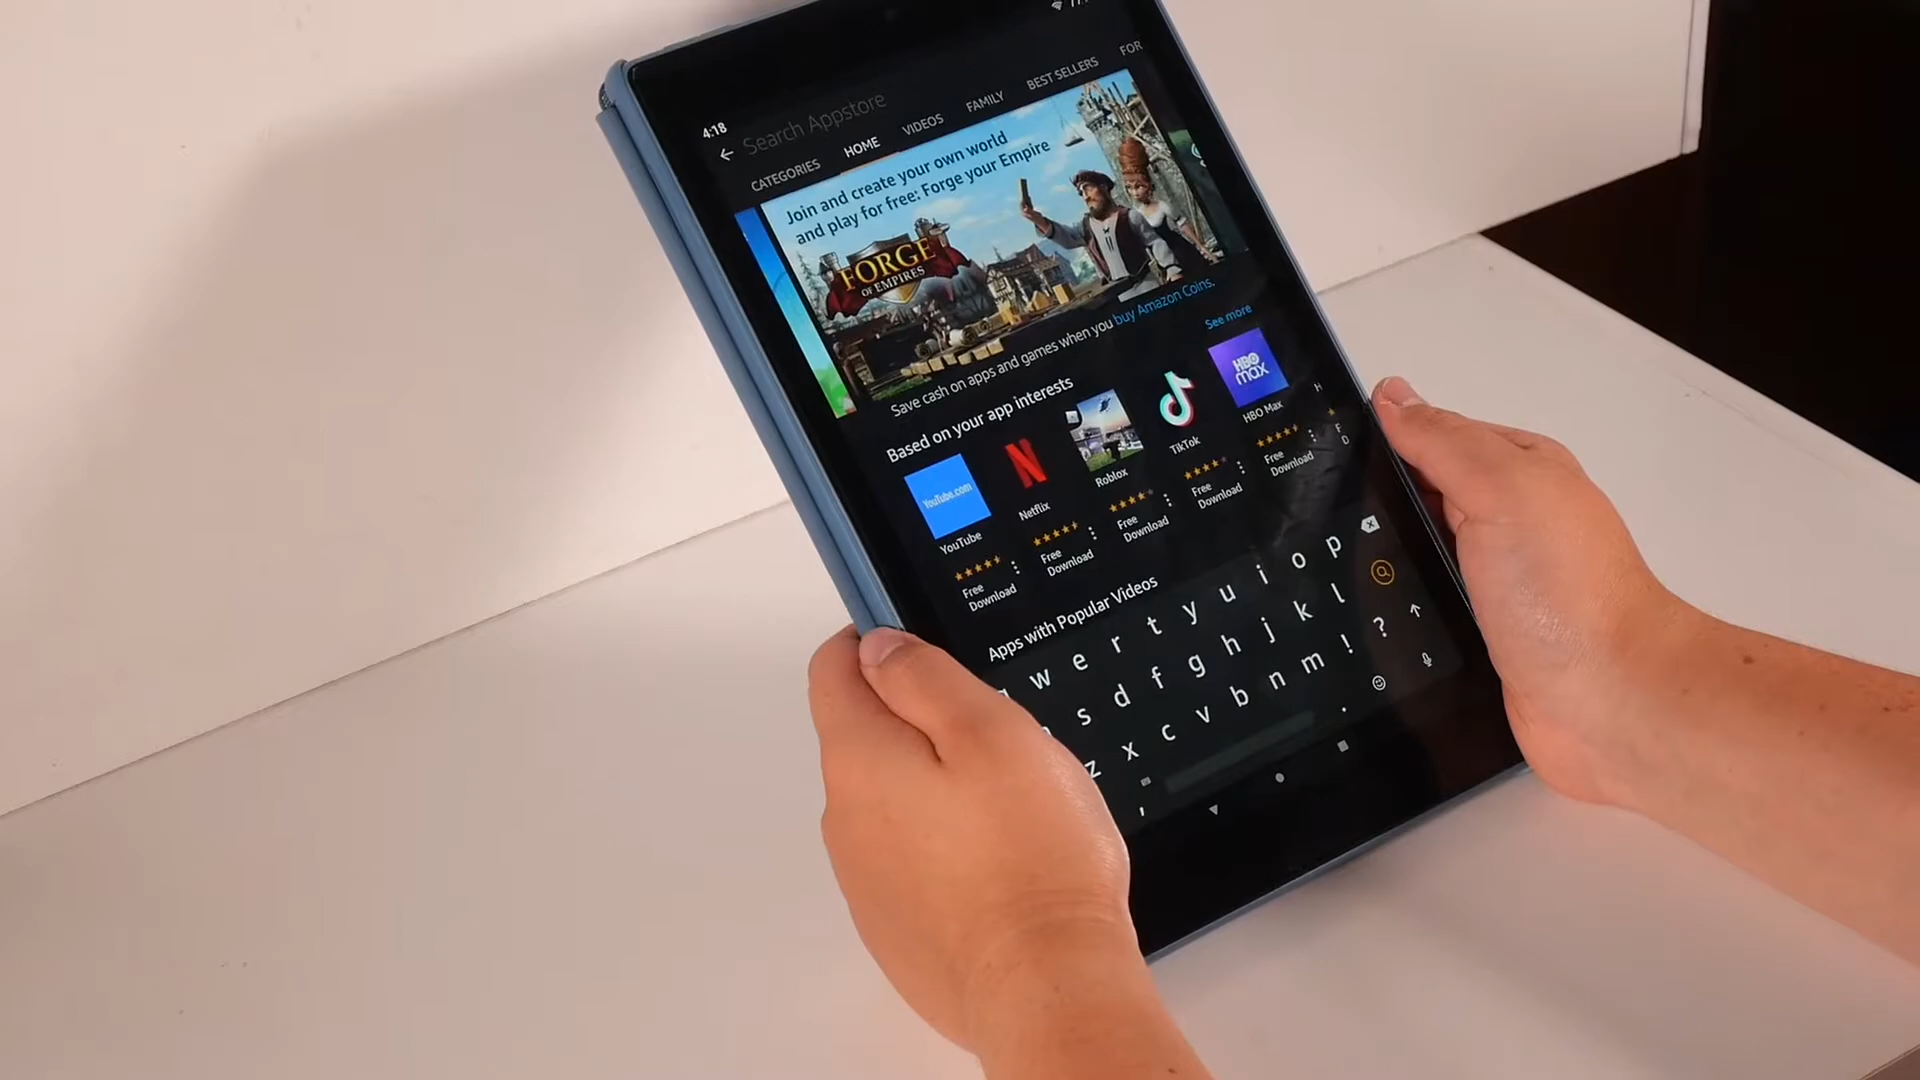 4:18
Search Appstore
CATEGORIES HOME VIDEOS FAMILY BEST SELLERS FOR
Join and create your own world
and play for free: Forge your Empire
FORGE
OF EMPIRES
Save cash on apps and games when you buy Amazon Coins.
Based on your app interests See more
YouTube.com
HBO
max
YouTube
Free
Download
Netflix
Free
Download
Roblox
Free
Download
TikTok
Free
Download
HBO Max
Free
Download
H
F
D
Apps with Popular Videos
w e r t y u i o p
s d f g h j k l
z x c v b n m ! ?
, .